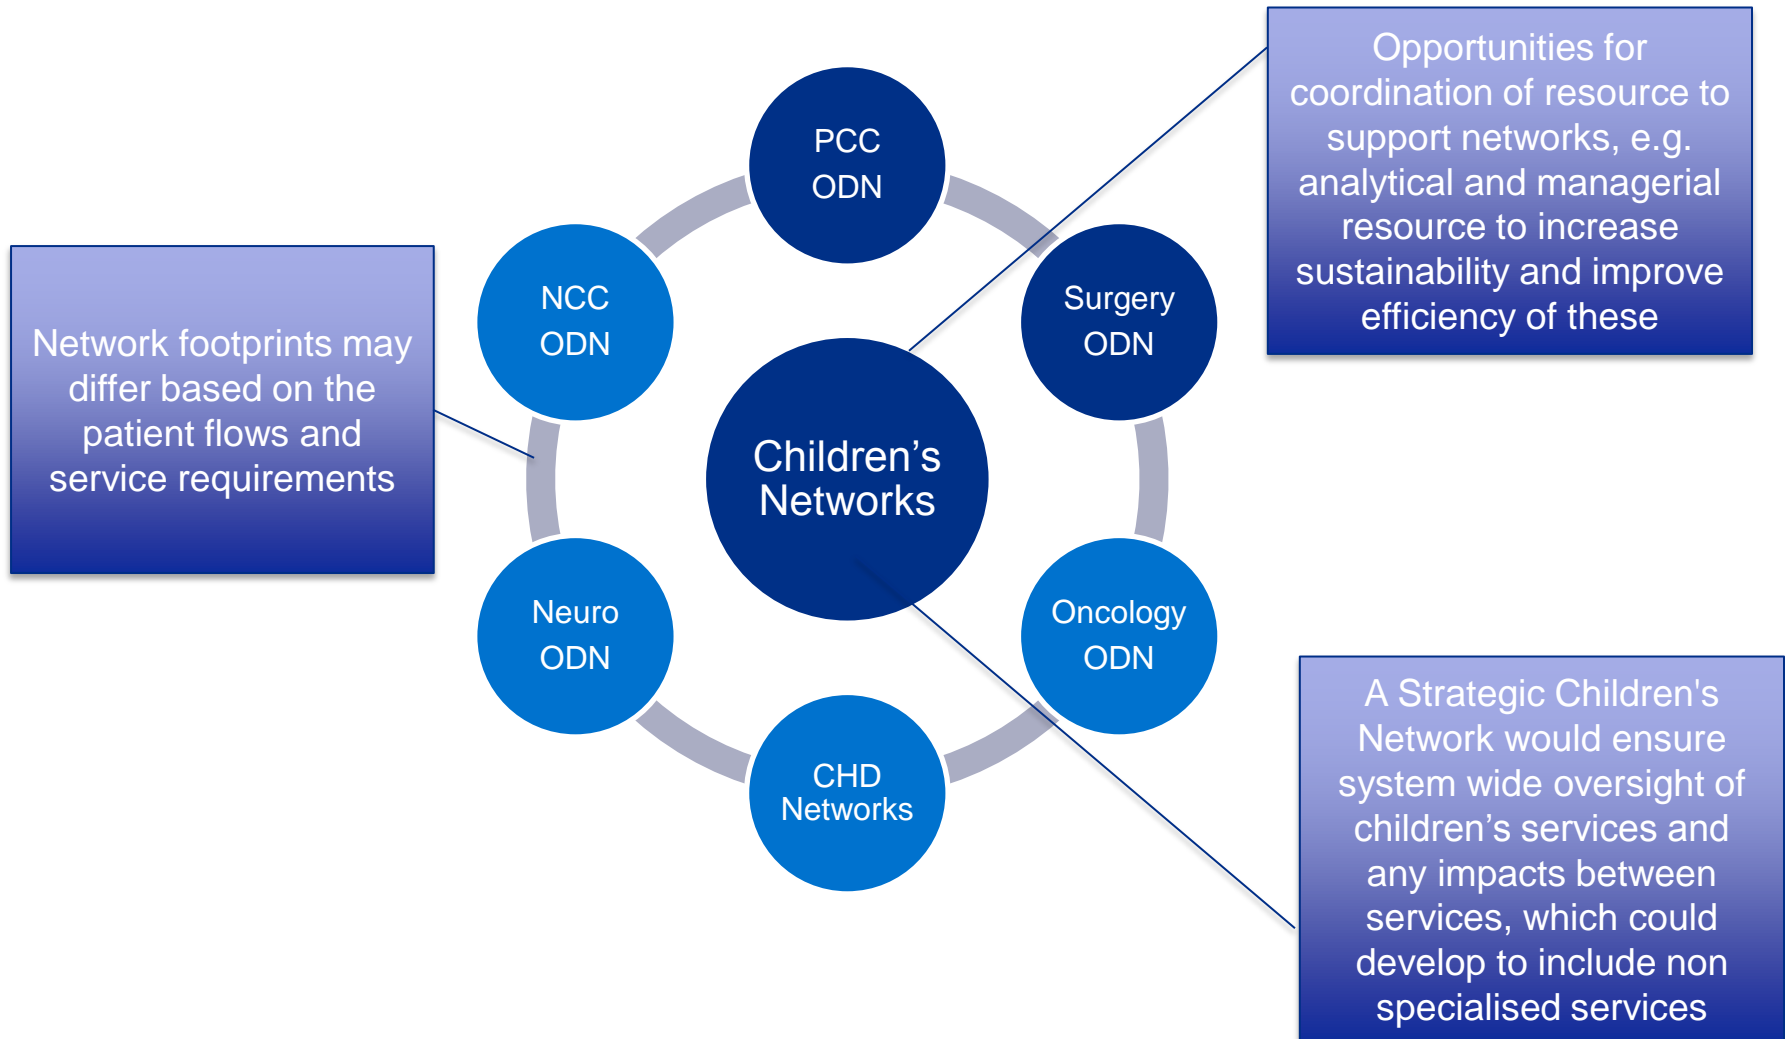 PCC
ODN
Surgery
ODN
Oncology
ODN
CHD
Networks
Neuro
ODN
NCC
ODN
Children’s
Networks
Network footprints may
differ based on the
patient flows and
service requirements
Opportunities for
coordination of resource to
support networks, e.g.
analytical and managerial
resource to increase
sustainability and improve
efficiency of these
A Strategic Children's
Network would ensure
system wide oversight of
children’s services and
any impacts between
services, which could
develop to include non
specialised services